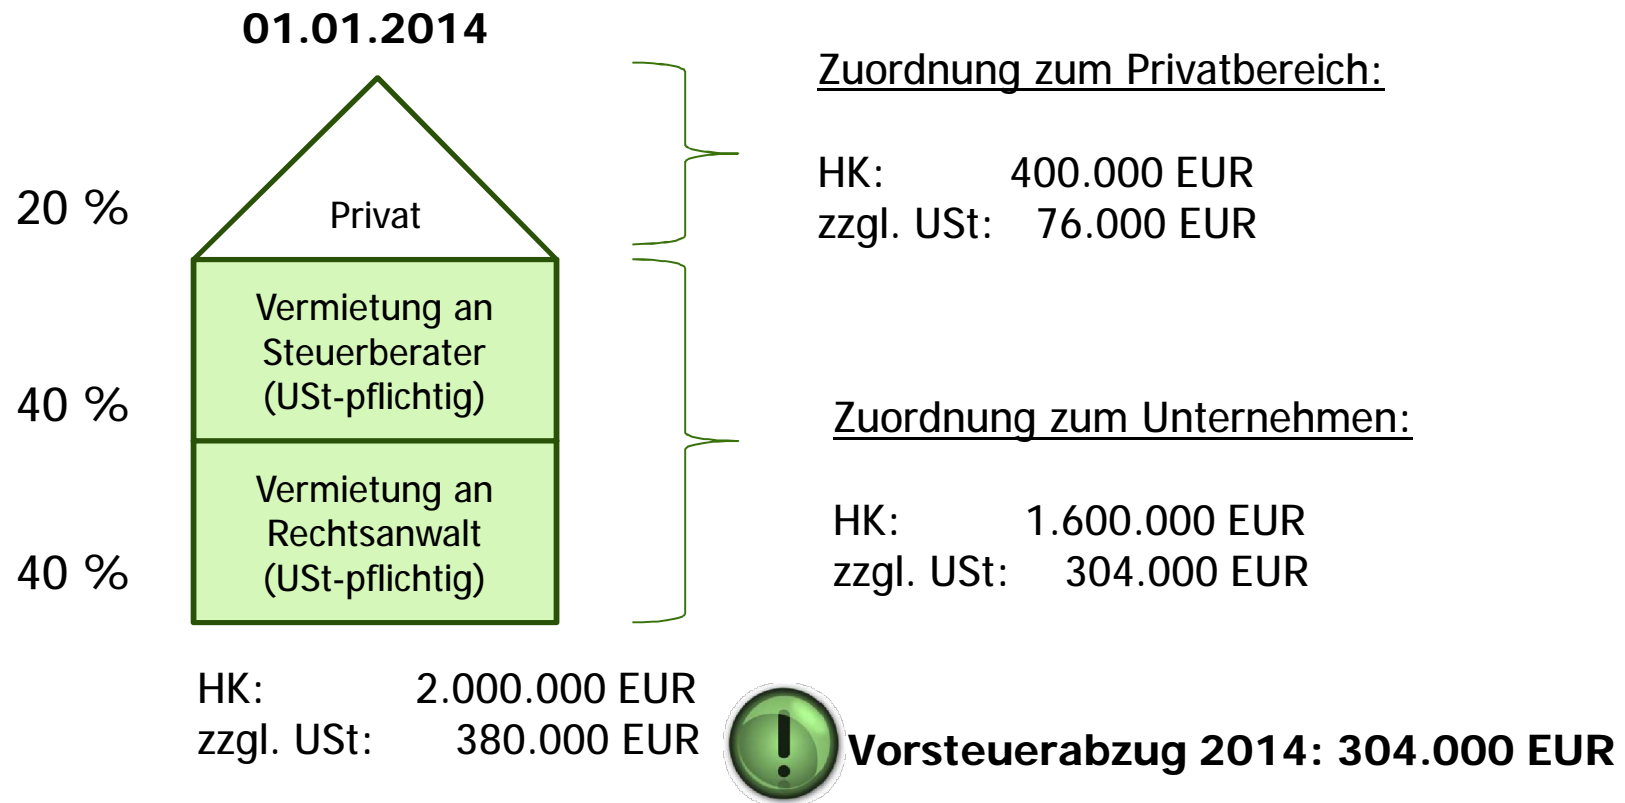 01.01.2014
20 %
Privat
40 %
Vermietung an
Steuerberater
(USt-pflichtig)
40 %
Vermietung an
Rechtsanwalt
(USt-pflichtig)
HK: 2.000.000 EUR
zzgl. USt: 380.000 EUR
Zuordnung zum Privatbereich:
HK: 400.000 EUR
zzgl. USt: 76.000 EUR
Zuordnung zum Unternehmen:
HK: 1.600.000 EUR
zzgl. USt: 304.000 EUR
Vorsteuerabzug 2014: 304.000 EUR